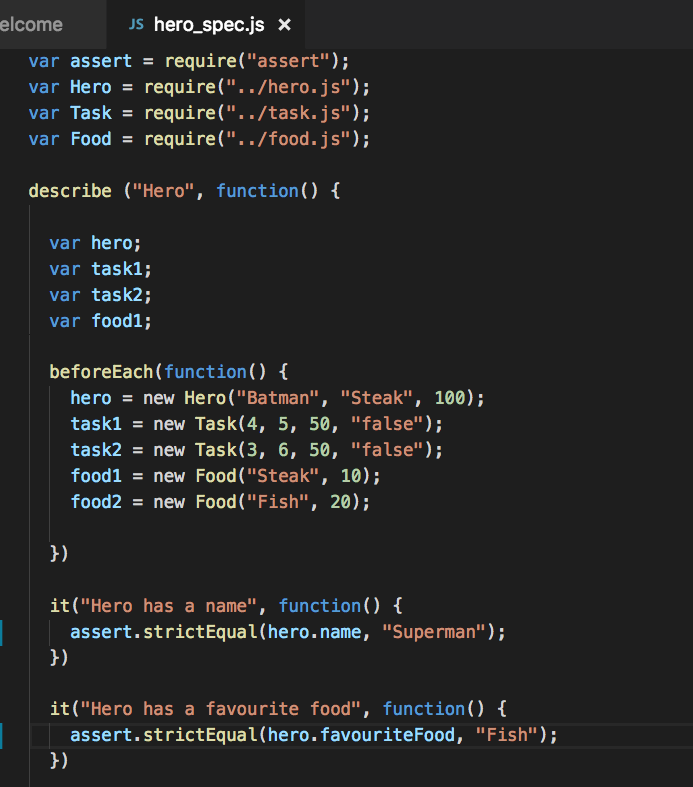 elcome JS hero_spec.js ×
var assert = require("assert");
var Hero = require("../hero.js");
var Task = require("../task.js");
var Food = require("../food.js");
describe ("Hero", function() {
var hero;
var task1;
var task2;
var food1;
beforeEach(function() {
hero = new Hero("Batman", "Steak", 100);
task1 = new Task(4, 5, 50, "false");
task2 = new Task(3, 6, 50, "false");
food1 = new Food("Steak", 10);
food2 = new Food("Fish", 20);
})
it("Hero has a name", function() {
assert.strictEqual(hero.name, "Superman");
})
it("Hero has a favourite food", function() {
assert.strictEqual(hero.favouriteFood, "Fish");
})